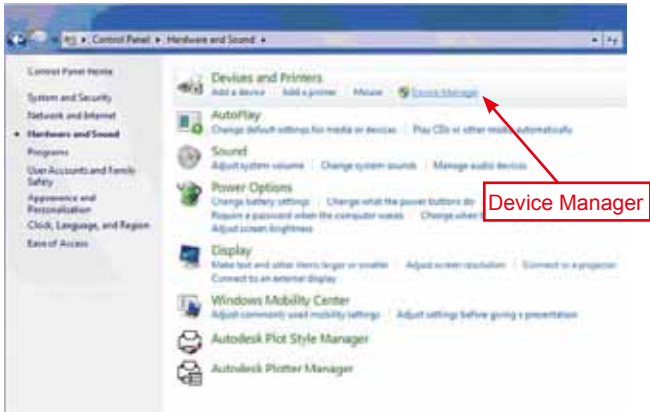 Control Panel ▸ Hardware and Sound ▸
Control Panel Home
System and Security
Network and Internet
Hardware and Sound
Programs
User Accounts and Family
Safety
Appearance and
Personalization
Clock, Language, and Region
Ease of Access
Devices and Printers
Add a device Add a printer Mouse Device Manager
AutoPlay
Change default settings for media or devices Play CDs or other media automatically
Sound
Adjust system volume Change system sounds Manage audio devices
Power Options
Change battery settings Change what the power buttons do
Require a password when the computer wakes Change when
Adjust screen brightness
Display
Make text and other items larger or smaller Adjust screen resolution Connect to a projector
Connect to an external display
Windows Mobility Center
Adjust commonly used mobility settings Adjust settings before giving a presentation
Autodesk Plot Style Manager
Autodesk Plotter Manager
Device Manager